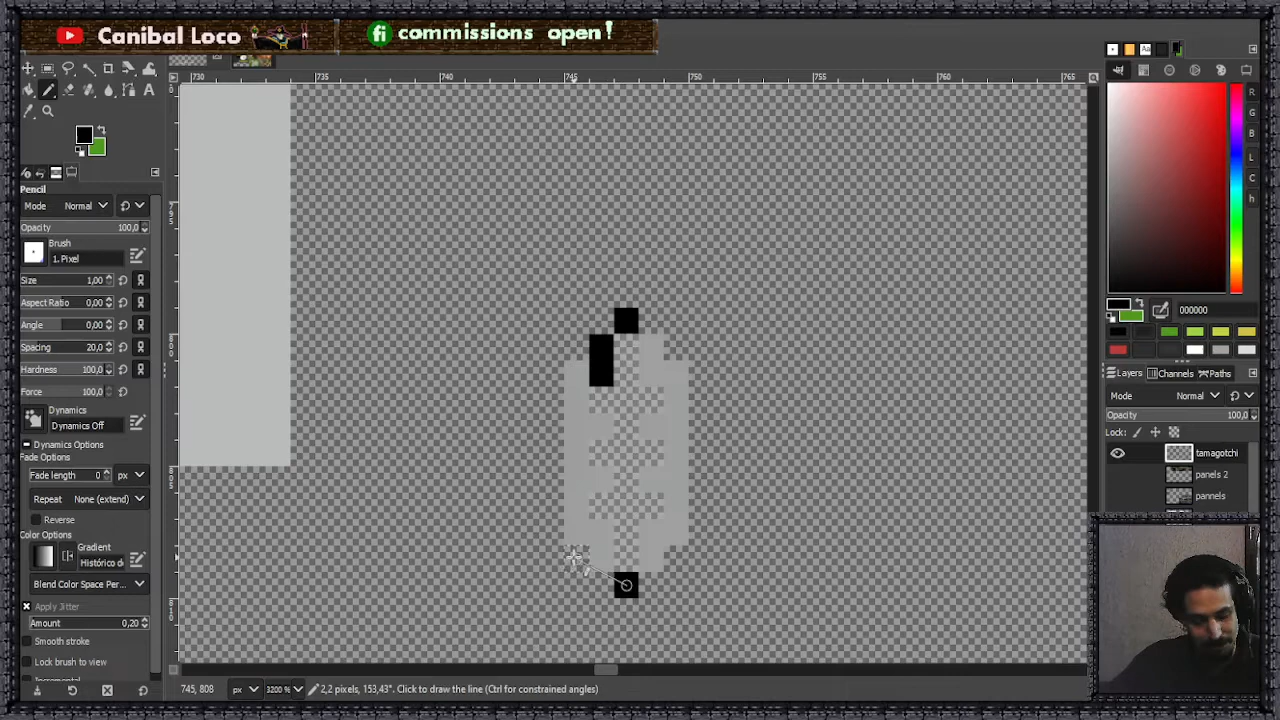 Canibal Loco
fi commissions open!
730 735 740 745 750 755 760 765
Pencil
Mode Normal
Opacity 100,0
Brush
1. Pixel
Size 1,00
Aspect Ratio 0,00
Angle 0,00
Spacing 20,0
Hardness 100,0
Force 100,0
Dynamics
Dynamics Off
Dynamics Options
Fade Options
Fade length 0 px
Repeat None (extend)
Reverse
Color Options
Gradient
Histórico d
Blend Color Space Per...
Apply Jitter
Amount 0,20
Smooth stroke
Lock brush to view
Incremental
745, 808 px 3200 % 2,2 pixels, 153,43°. Click to draw the line (Ctrl for constrained angles)
Aa
R
G
B
L
C
h
000000
Layers Channels Paths
Mode Normal
Opacity 100,0
Lock:
tamagotchi
panels 2
pannels